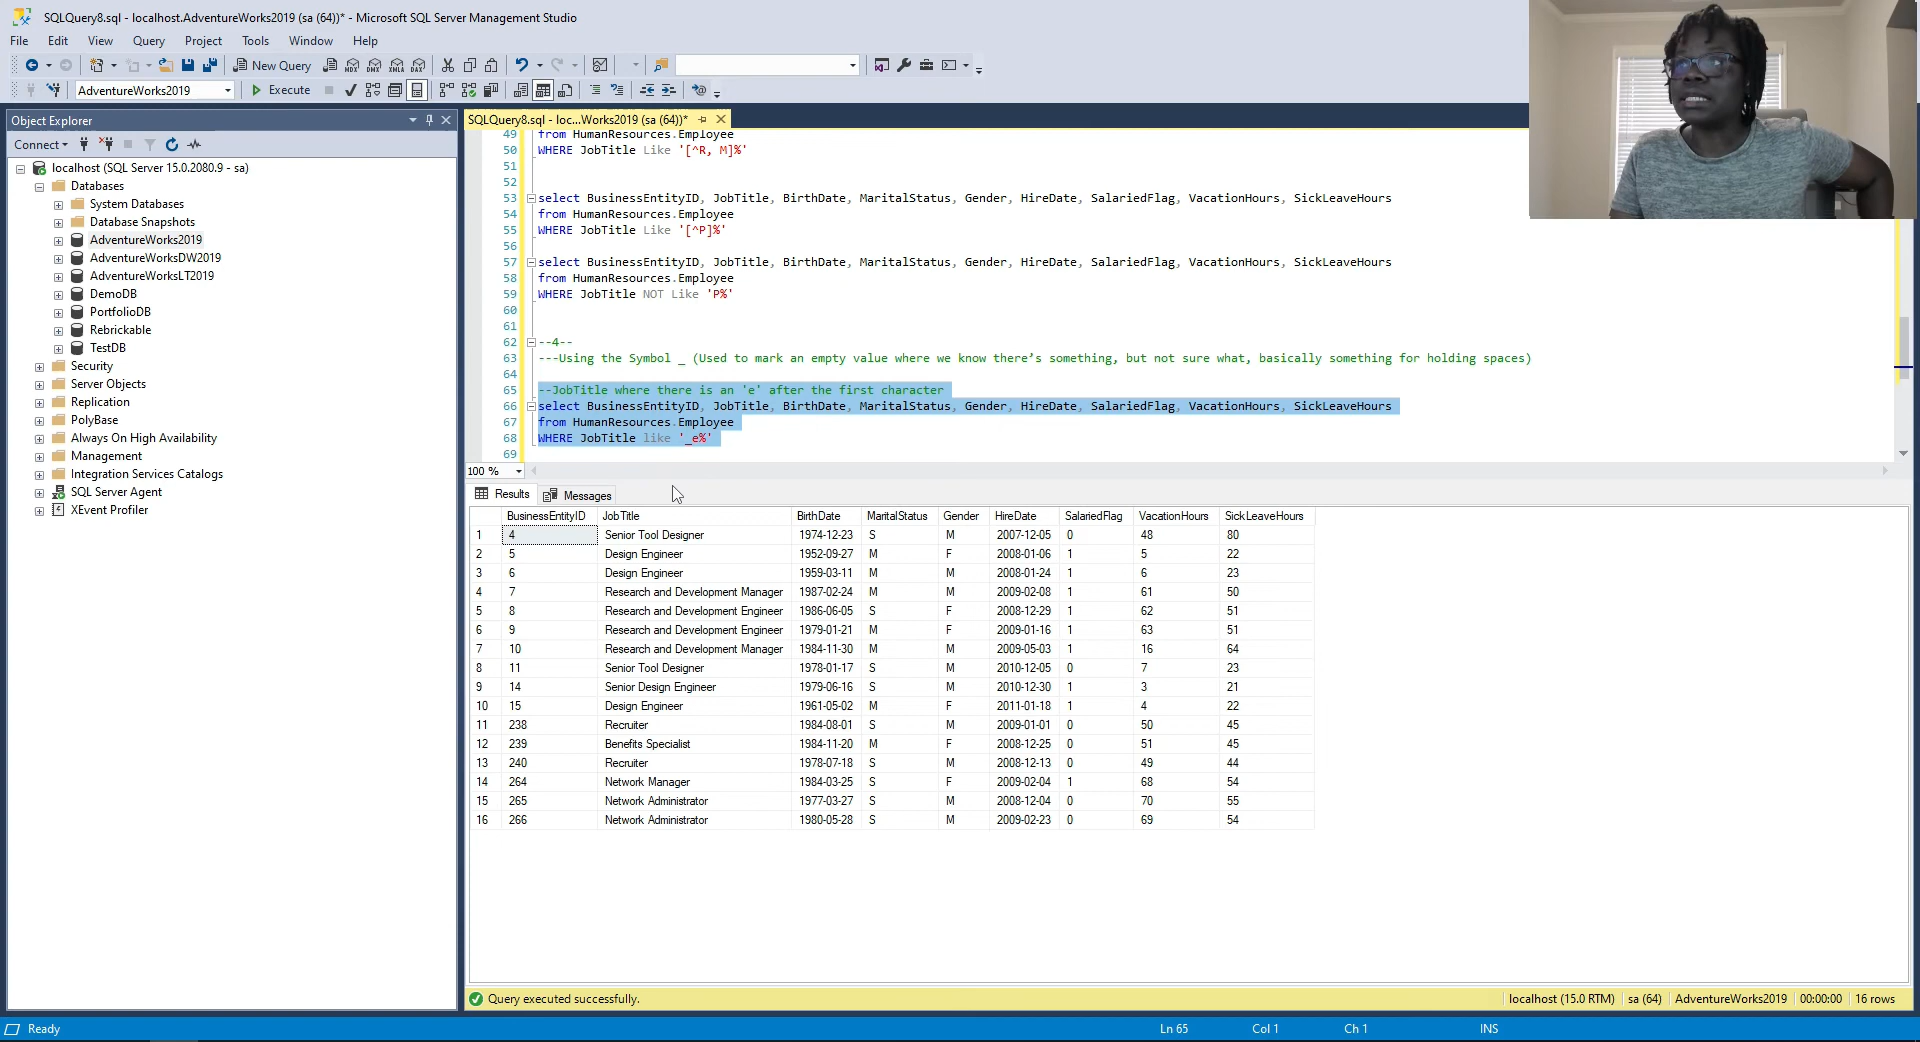 SQLQuery8.sql - localhost.AdventureWorks2019 (sa (64))* - Microsoft SQL Server Management Studio
File Edit View Query Project Tools Window Help
New Query MDX DMX XMLA DAX
AdventureWorks2019 Execute
Object Explorer
Connect
localhost (SQL Server 15.0.2080.9 - sa)
Databases
System Databases
Database Snapshots
AdventureWorks2019
AdventureWorksDW2019
AdventureWorksLT2019
DemoDB
PortfolioDB
Rebrickable
TestDB
Security
Server Objects
Replication
PolyBase
Always On High Availability
Management
Integration Services Catalogs
SQL Server Agent
XEvent Profiler
SQLQuery8.sql - loc...Works2019 (sa (64))*
49 from HumanResources.Employee
50 WHERE JobTitle Like '[^R, M]%'
51
52
53 select BusinessEntityID, JobTitle, BirthDate, MaritalStatus, Gender, HireDate, SalariedFlag, VacationHours, SickLeaveHours
54 from HumanResources.Employee
55 WHERE JobTitle Like '[^P]%'
56
57 select BusinessEntityID, JobTitle, BirthDate, MaritalStatus, Gender, HireDate, SalariedFlag, VacationHours, SickLeaveHours
58 from HumanResources.Employee
59 WHERE JobTitle NOT Like 'P%'
60
61
62 --4--
63 ---Using the Symbol _ (Used to mark an empty value where we know there's something, but not sure what, basically something for holding spaces)
64
65 --JobTitle where there is an 'e' after the first character
66 select BusinessEntityID, JobTitle, BirthDate, MaritalStatus, Gender, HireDate, SalariedFlag, VacationHours, SickLeaveHours
67 from HumanResources.Employee
68 WHERE JobTitle like '_e%'
69
100 %
Results Messages
BusinessEntityID JobTitle BirthDate MaritalStatus Gender HireDate SalariedFlag VacationHours SickLeaveHours
1 4 Senior Tool Designer 1974-12-23 S M 2007-12-05 0 48 80
2 5 Design Engineer 1952-09-27 M F 2008-01-06 1 5 22
3 6 Design Engineer 1959-03-11 M M 2008-01-24 1 6 23
4 7 Research and Development Manager 1987-02-24 M M 2009-02-08 1 61 50
5 8 Research and Development Engineer 1986-06-05 S F 2008-12-29 1 62 51
6 9 Research and Development Engineer 1979-01-21 M F 2009-01-16 1 63 51
7 10 Research and Development Manager 1984-11-30 M M 2009-05-03 1 16 64
8 11 Senior Tool Designer 1978-01-17 S M 2010-12-05 0 7 23
9 14 Senior Design Engineer 1979-06-16 S M 2010-12-30 1 3 21
10 15 Design Engineer 1961-05-02 M F 2011-01-18 1 4 22
11 238 Recruiter 1984-08-01 S M 2009-01-01 0 50 45
12 239 Benefits Specialist 1984-11-20 M F 2008-12-25 0 51 45
13 240 Recruiter 1978-07-18 S M 2008-12-13 0 49 44
14 264 Network Manager 1984-03-25 S F 2009-02-04 1 68 54
15 265 Network Administrator 1977-03-27 S M 2008-12-04 0 70 55
16 266 Network Administrator 1980-05-28 S M 2009-02-23 0 69 54
Query executed successfully. localhost (15.0 RTM) sa (64) AdventureWorks2019 00:00:00 16 rows
Ready Ln 65 Col 1 Ch 1 INS